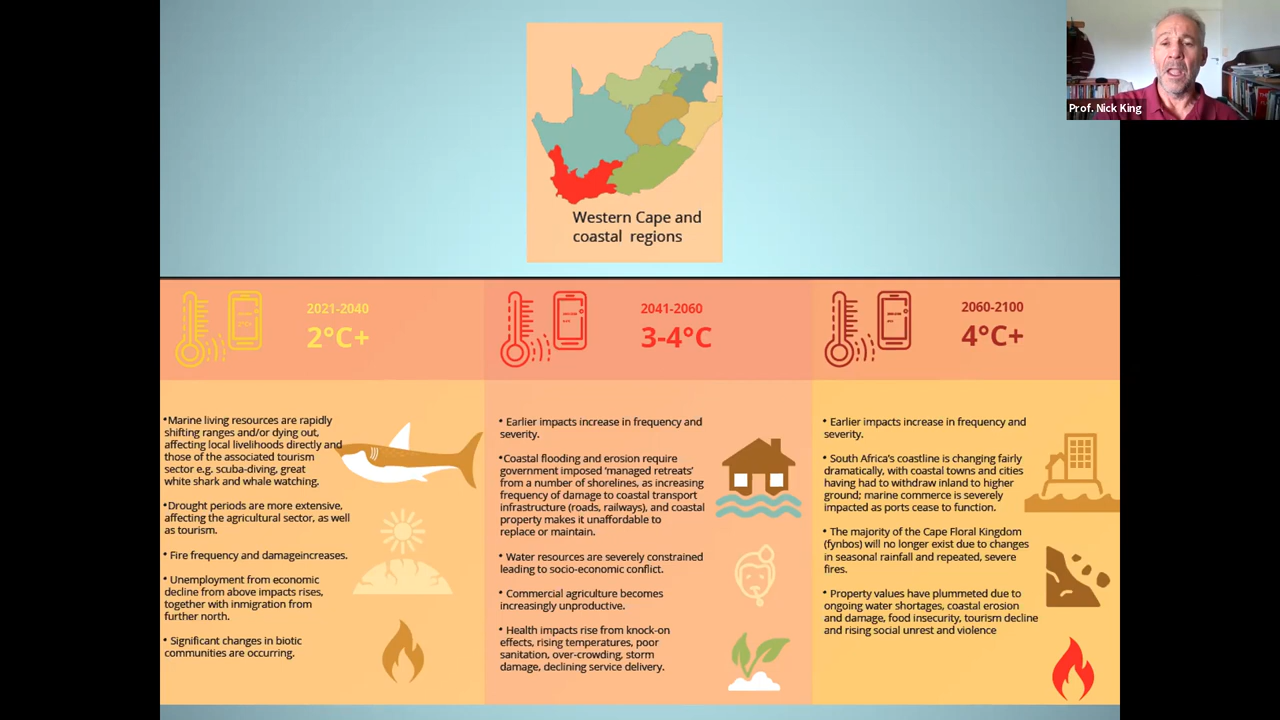 Prof. Nick King
Western Cape and
coastal regions
2021-2040
2°C+
•Marine living resources are rapidly
shifting ranges and/or dying out,
affecting local livelihoods directly and
those of the associated tourism
sector e.g. scuba-diving, great
white shark and whale watching.
•Drought periods are more extensive,
affecting the agricultural sector, as well
as tourism.
• Fire frequency and damageincreases.
• Unemployment from economic
decline from above impacts rises,
together with inmigration from
further north.
• Significant changes in biotic
communities are occurring.
2041-2060
3-4°C
• Earlier impacts increase in frequency and
severity.
•Coastal flooding and erosion require
government imposed ‘managed retreats’
from a number of shorelines, as increasing
frequency of damage to coastal transport
infrastructure (roads, railways), and coastal
property makes it unaffordable to
replace or maintain.
• Water resources are severely constrained
leading to socio-economic conflict.
• Commercial agriculture becomes
increasingly unproductive.
• Health impacts rise from knock-on
effects, rising temperatures, poor
sanitation, over-crowding, storm
damage, declining service delivery.
2060-2100
4°C+
• Earlier impacts increase in frequency and
severity.
• South Africa’s coastline is changing fairly
dramatically, with coastal towns and cities
having had to withdraw inland to higher
ground; marine commerce is severely
impacted as ports cease to function.
• The majority of the Cape Floral Kingdom
(fynbos) will no longer exist due to changes
in seasonal rainfall and repeated, severe
fires.
• Property values have plummeted due to
ongoing water shortages, coastal erosion
and damage, food insecurity, tourism decline
and rising social unrest and violence